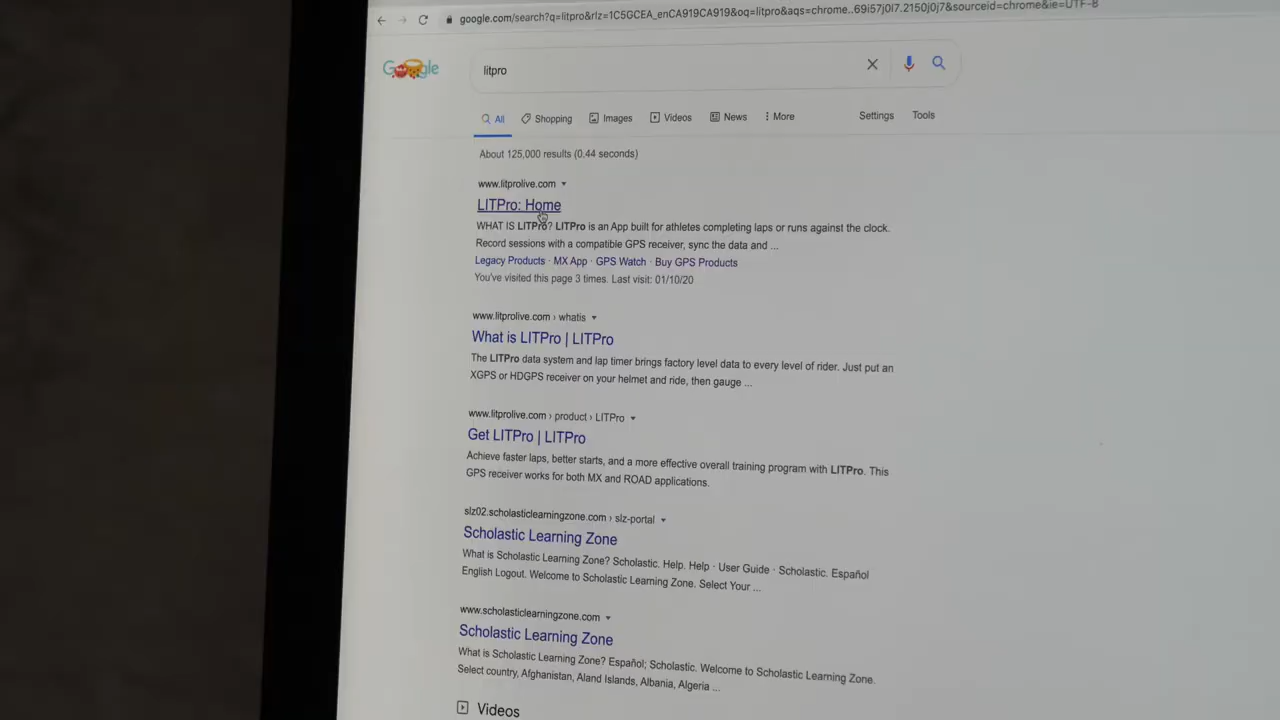 google.com/search?q=litpro&rlz=1C5GCEA_enCA919CA919&oq=litpro&aqs=chrome..69i57j0l7.2150j0j7&sourceid=chrome&ie=UTF-8
Google
litpro
All Shopping Images Videos News More Settings Tools
About 125,000 results (0.44 seconds)
www.litprolive.com
LITPro: Home
WHAT IS LITPro? LITPro is an App built for athletes completing laps or runs against the clock.
Record sessions with a compatible GPS receiver, sync the data and ...
Legacy Products · MX App · GPS Watch · Buy GPS Products
You've visited this page 3 times. Last visit: 01/10/20
www.litprolive.com › whatis
What is LITPro | LITPro
The LITPro data system and lap timer brings factory level data to every level of rider. Just put an
XGPS or HDGPS receiver on your helmet and ride, then gauge ...
www.litprolive.com › product › LITPro
Get LITPro | LITPro
Achieve faster laps, better starts, and a more effective overall training program with LITPro. This
GPS receiver works for both MX and ROAD applications.
slz02.scholasticlearningzone.com › slz-portal
Scholastic Learning Zone
What is Scholastic Learning Zone? Scholastic. Help. Help · User Guide · Scholastic. Español
English Logout. Welcome to Scholastic Learning Zone. Select Your ...
www.scholasticlearningzone.com
Scholastic Learning Zone
What is Scholastic Learning Zone? Español; Scholastic. Welcome to Scholastic Learning Zone.
Select country, Afghanistan, Aland Islands, Albania, Algeria ...
Videos